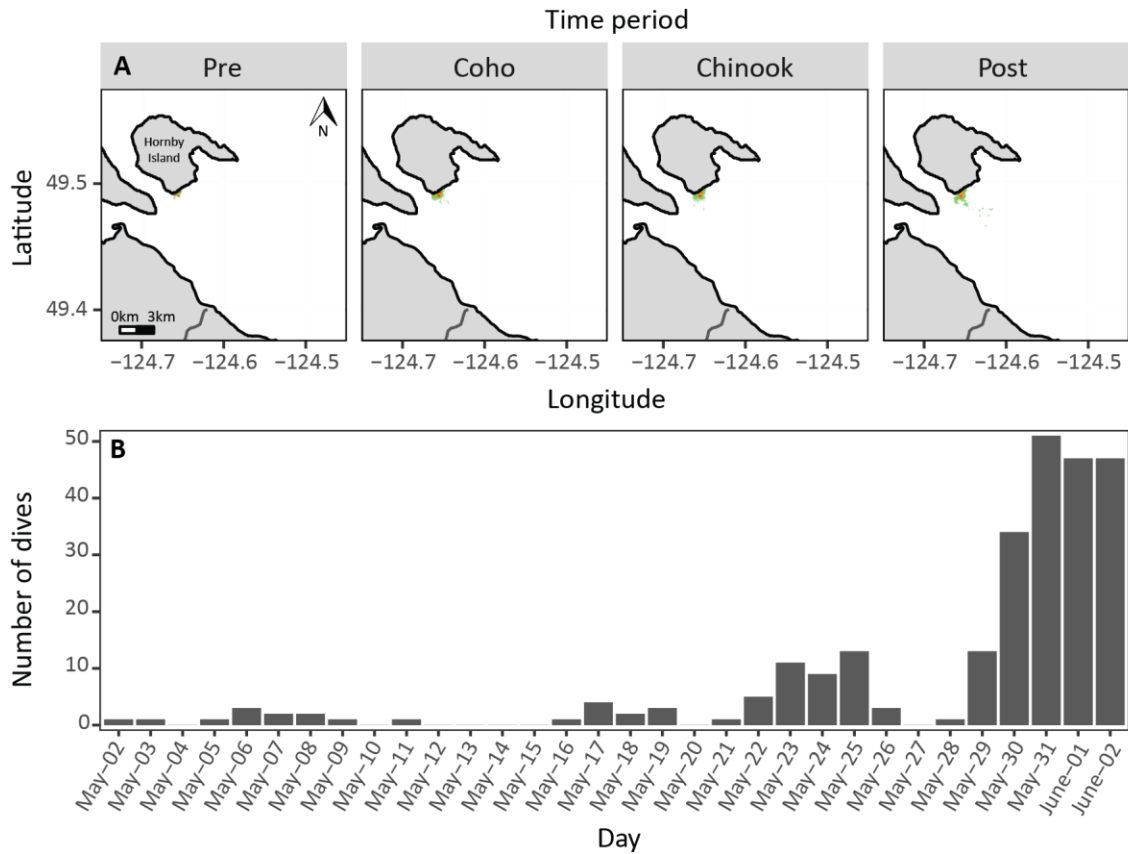 Time period
A Pre Coho Chinook Post
N
Hornby
Island
Latitude
49.5
49.4
0km 3km
−124.7 −124.6 −124.5 −124.7 −124.6 −124.5 −124.7 −124.6 −124.5 −124.7 −124.6 −124.5
Longitude
B
Number of dives
50
40
30
20
10
0
May−02 May−03 May−04 May−05 May−06 May−07 May−08 May−09 May−10 May−11 May−12 May−13 May−14 May−15 May−16 May−17 May−18 May−19 May−20 May−21 May−22 May−23 May−24 May−25 May−26 May−27 May−28 May−29 May−30 May−31 June−01 June−02
Day